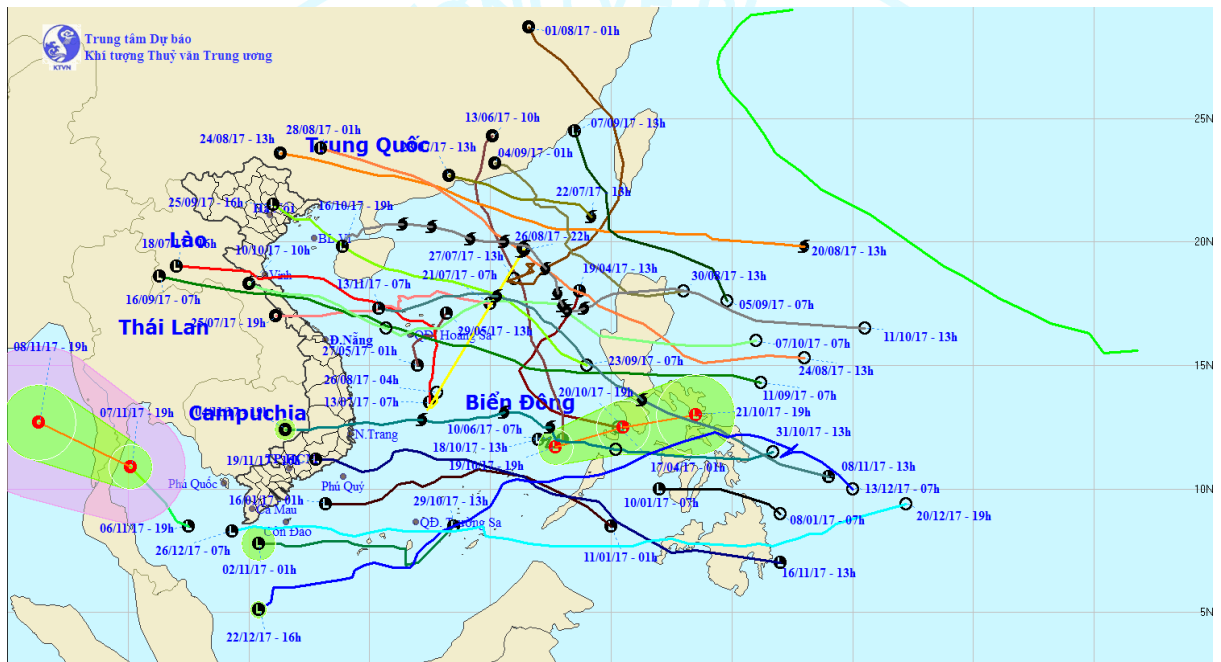 Trung tâm Dự báo
Khí tượng Thuỷ văn Trung ương
KTVN
01/08/17 - 01h
13/06/17 - 10h
07/09/17 - 13h
25N
28/08/17 - 01h
24/08/17 - 13h
Trung Quốc
04/09/17 - 01h
22/07/17 - 13h
25/09/17 - 16h
16/10/17 - 19h
BL Vĩ
Lào
10/10/17 - 10h
26/08/17 - 22h
20/08/17 - 13h
20N
27/07/17 - 13h
21/07/17 - 07h
19/04/17 - 13h
30/08/17 - 13h
Vinh
13/11/17 - 07h
05/09/17 - 07h
16/09/17 - 07h
Thái Lan
25/07/17 - 19h
29/05/17 - 13h
QĐ. Hoàng Sa
11/10/17 - 13h
07/10/17 - 07h
Đ.Nẵng
27/05/17 - 01h
23/09/17 - 07h
24/08/17 - 13h
15N
08/11/17 - 19h
26/08/17 - 04h
20/10/17 - 19h
11/09/17 - 07h
13/07/17 - 07h
Biển Đông
07/11/17 - 19h
Campuchia
21/10/17 - 19h
N.Trang
10/06/17 - 07h
18/10/17 - 13h
31/10/17 - 13h
19/10/17 - 19h
17/04/17 - 01h
08/11/17 - 13h
Phú Quốc
Phú Quý
13/12/17 - 07h
10N
16/01/17 - 01h
29/10/17 - 13h
10/01/17 - 07h
Cà Mau
08/01/17 - 07h
20/12/17 - 19h
06/11/17 - 19h
Côn Đảo
QĐ. Trường Sa
26/12/17 - 07h
11/01/17 - 01h
02/11/17 - 01h
16/11/17 - 13h
5N
22/12/17 - 16h